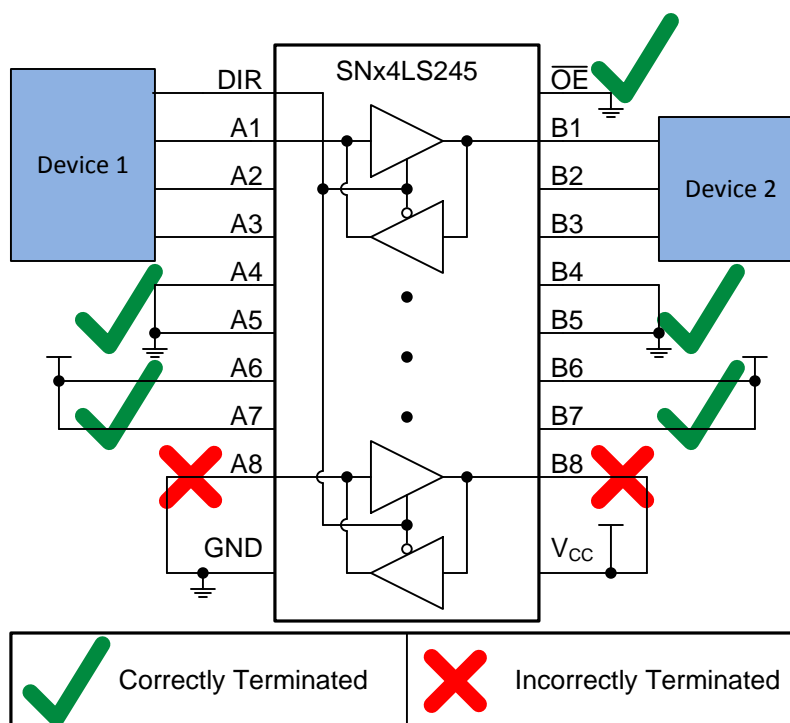 SNx4LS245
DIR
A1
A2
A3
A4
A5
A6
A7
A8
GND
OE
B1
B2
B3
B4
B5
B6
B7
B8
VCC
Device 1
Device 2
Correctly Terminated
Incorrectly Terminated